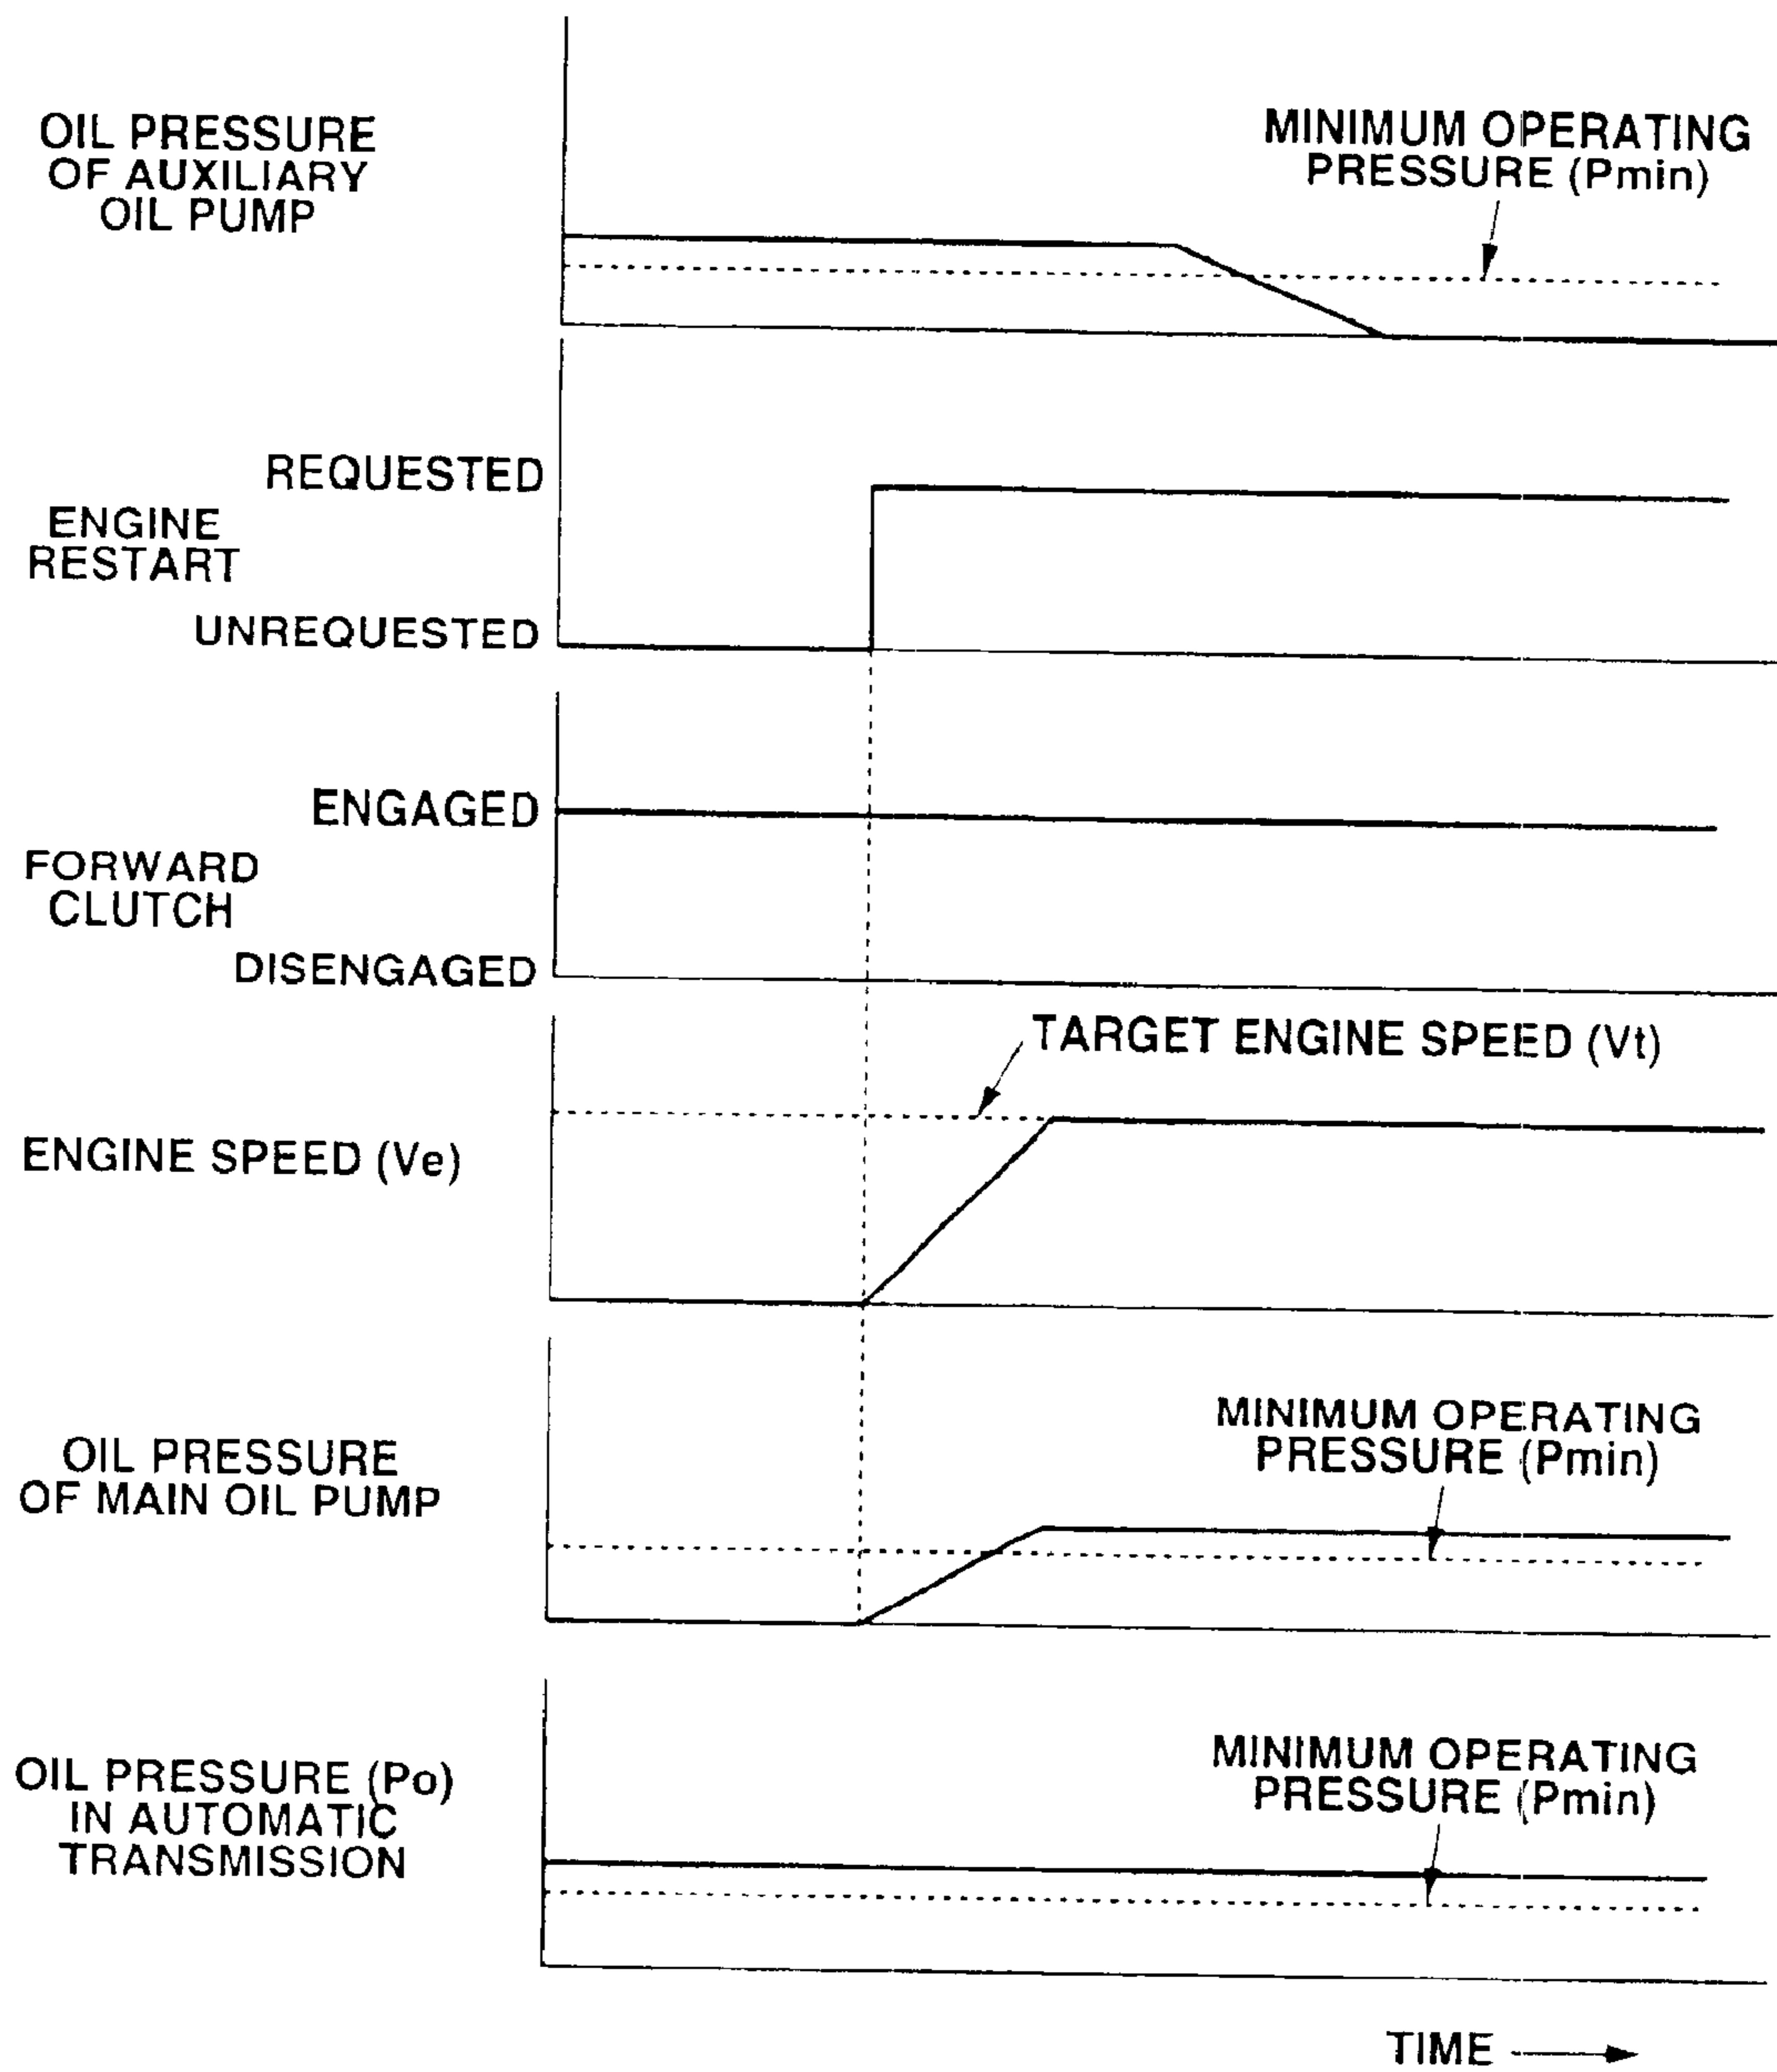 OIL PRESSURE
OF AUXILIARY
OIL PUMP
MINIMUM OPERATING
PRESSURE (Pmin)
REQUESTED
ENGINE
RESTART
UNREQUESTED
ENGAGED
FORWARD
CLUTCH
DISENGAGED
TARGET ENGINE SPEED (Vt)
ENGINE SPEED (Ve)
MINIMUM OPERATING
PRESSURE (Pmin)
OIL PRESSURE
OF MAIN OIL PUMP
MINIMUM OPERATING
PRESSURE (Pmin)
OIL PRESSURE (Po)
IN AUTOMATIC
TRANSMISSION
TIME